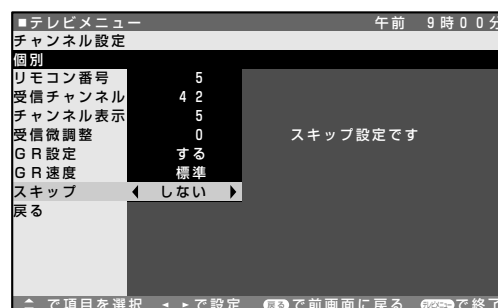 ■テレビメニュー 午前 9時00分
チャンネル設定
個別
リモコン番号 5
受信チャンネル 42
チャンネル表示 5
受信微調整 0 スキップ設定です
GR設定 する
GR速度 標準
スキップ ◀ しない ▶
戻る
で項目を選択 ◂ ▸で設定 戻るで前画面に戻る で終了